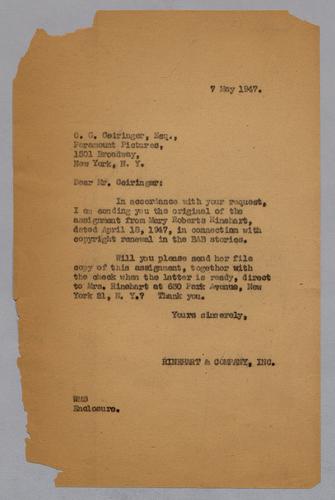 7 May 1947.
O. G. Geiringer, Esq.,
Paramount Pictures,
1501 Broadway,
New York, N. Y.
Dear Mr. Geiringer:
In accordance with your request,
I am sending you the original of the
assignment from Mary Roberts Rinehart,
dated April 18, 1947, in connection with
copyright renewal in the BAB stories.
Will you please send her file
copy of this assignment, together with
the check when the latter is ready, direct
to Mrs. Rinehart at 630 Park Avenue, New
York 21, N. Y.? Thank you.
Yours sincerely,
RINEHART & COMPANY, INC.
Enclosure.